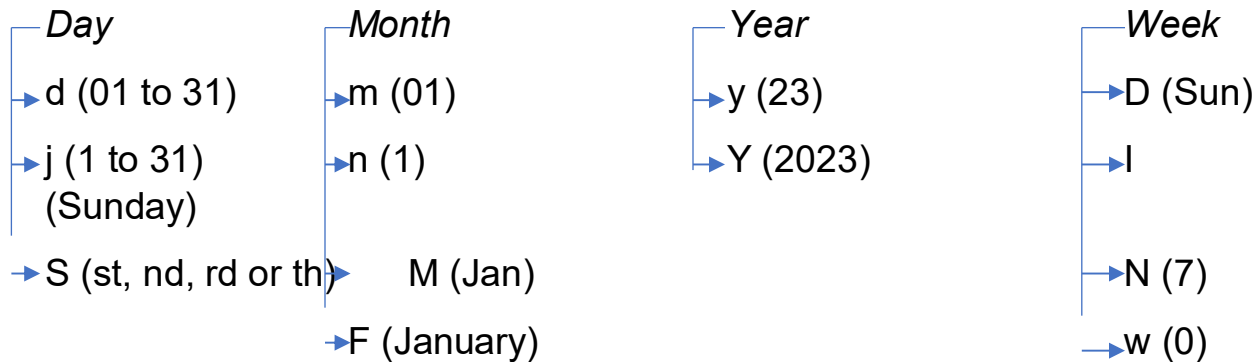 Day Month Year Week
d (01 to 31) m (01) y (23) D (Sun)
j (1 to 31) n (1) Y (2023) l
(Sunday)
S (st, nd, rd or th) M (Jan) N (7)
F (January) w (0)